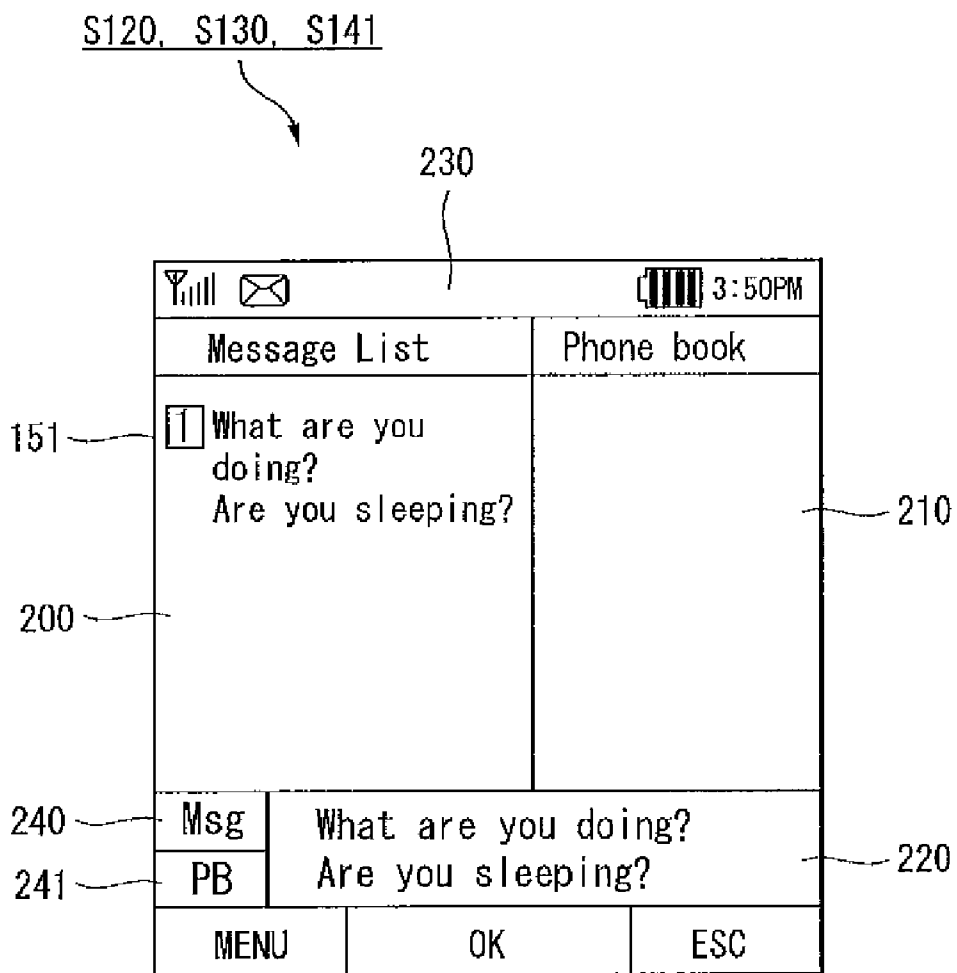 S120, S130, S141
230
3:50PM
Message List
Phone book
151
1 What are you
doing?
Are you sleeping?
210
200
240
Msg
What are you doing?
241
PB
Are you sleeping?
220
MENU
OK
ESC